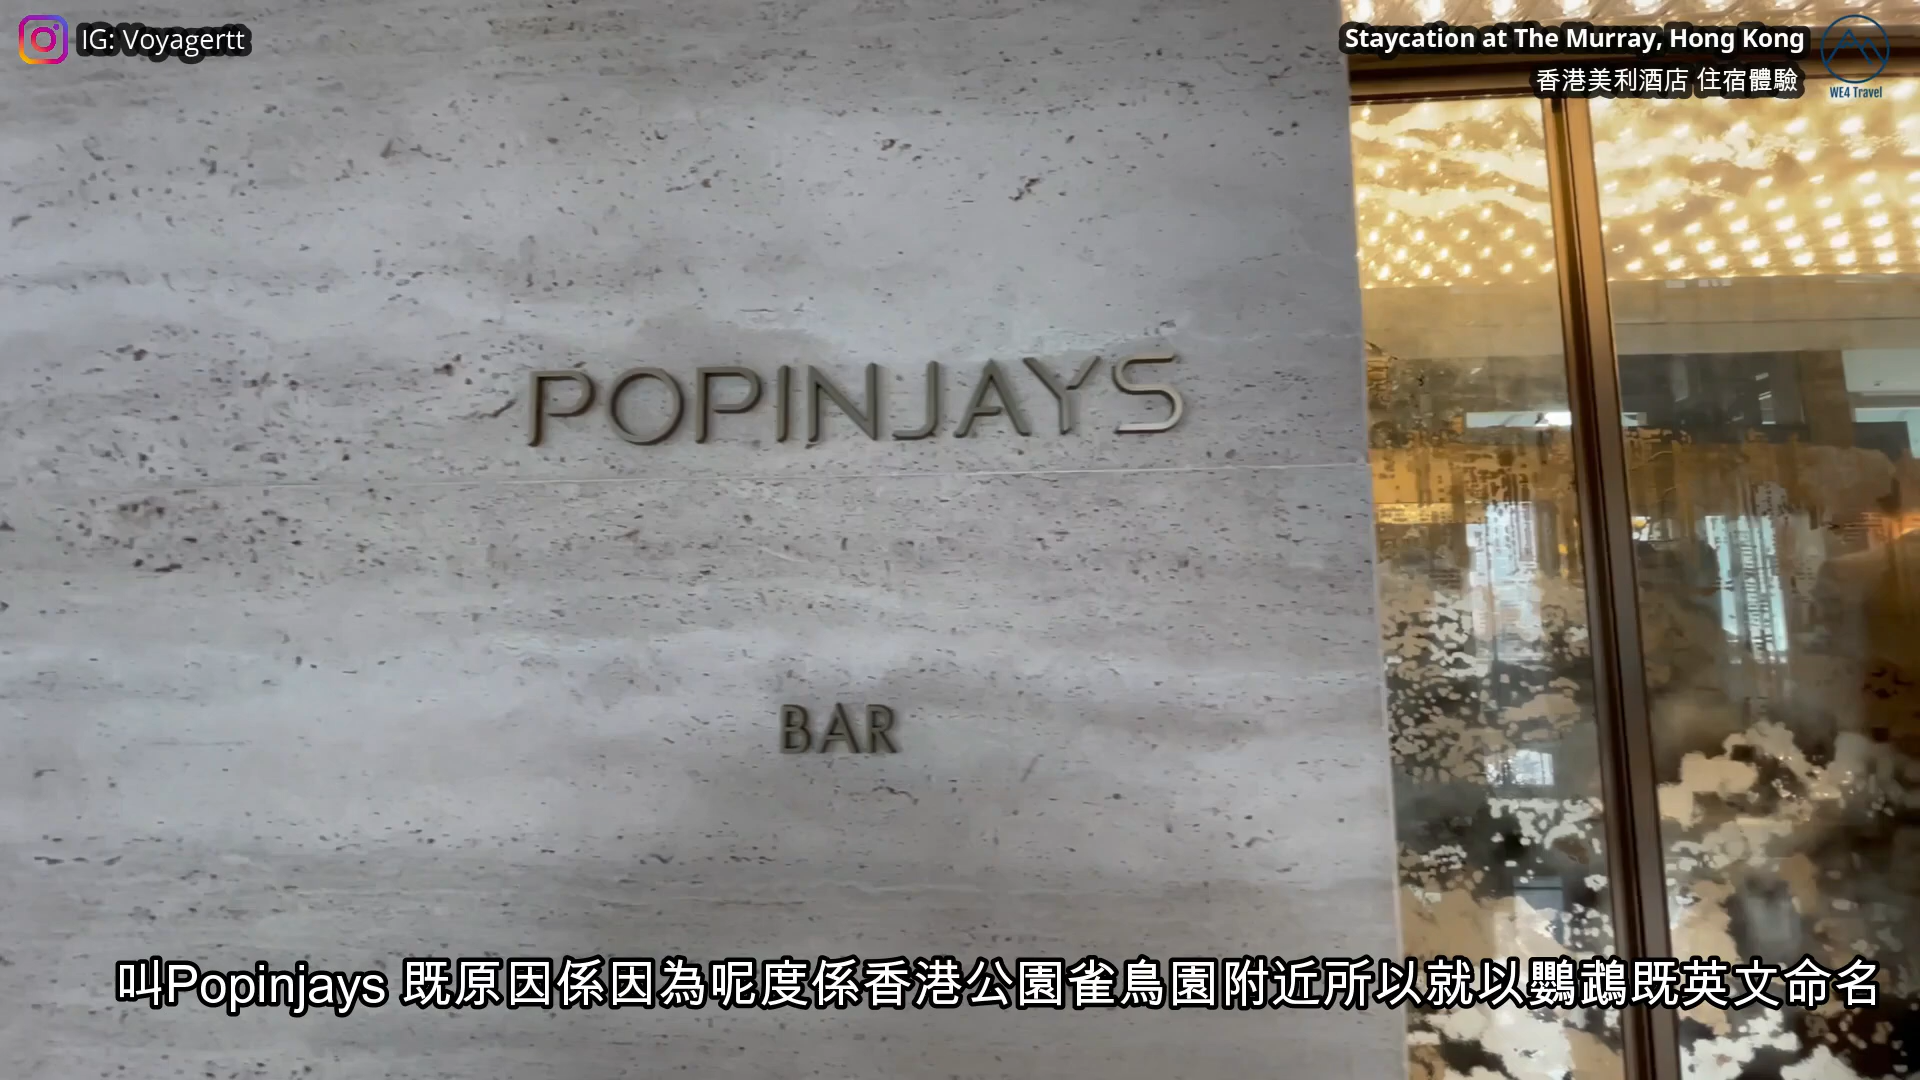 IG: Voyagertt
Staycation at The Murray, Hong Kong
香港美利酒店 住宿體驗
WE4 Travel
POPINJAYS
BAR
叫Popinjays 既原因係因為呢度係香港公園雀鳥園附近所以就以鸚鵡既英文命名